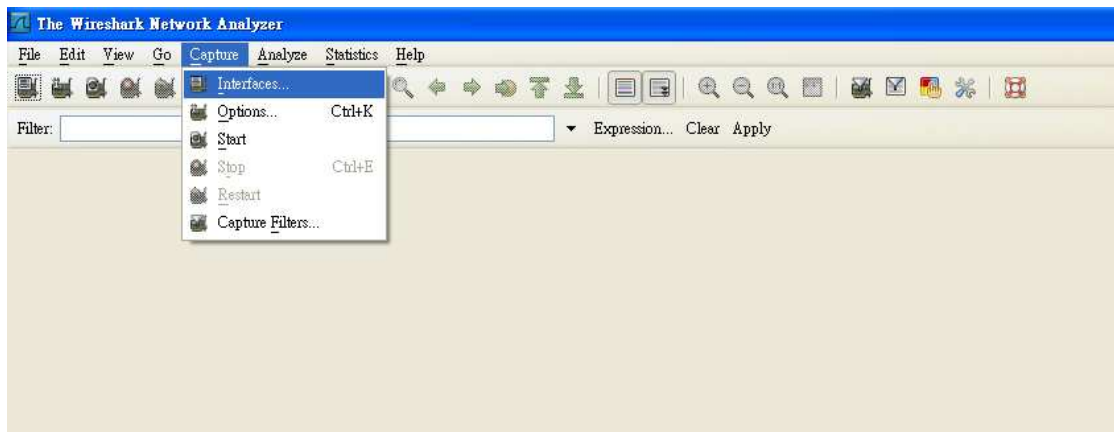 The Wireshark Network Analyzer
File Edit View Go Capture Analyze Statistics Help
Interfaces...
Options... Ctrl+K
Start
Stop Ctrl+E
Restart
Capture Filters...
Filter: Expression... Clear Apply